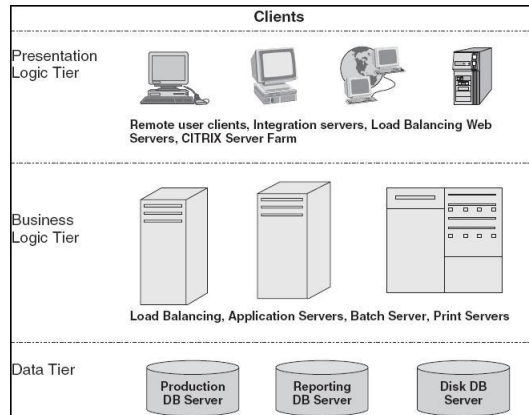 Clients
Presentation
Logic Tier
Remote user clients, Integration servers, Load Balancing Web
Servers, CITRIX Server Farm
Business
Logic Tier
Load Balancing, Application Servers, Batch Server, Print Servers
Data Tier
Production
DB Server
Reporting
DB Server
Disk DB
Server